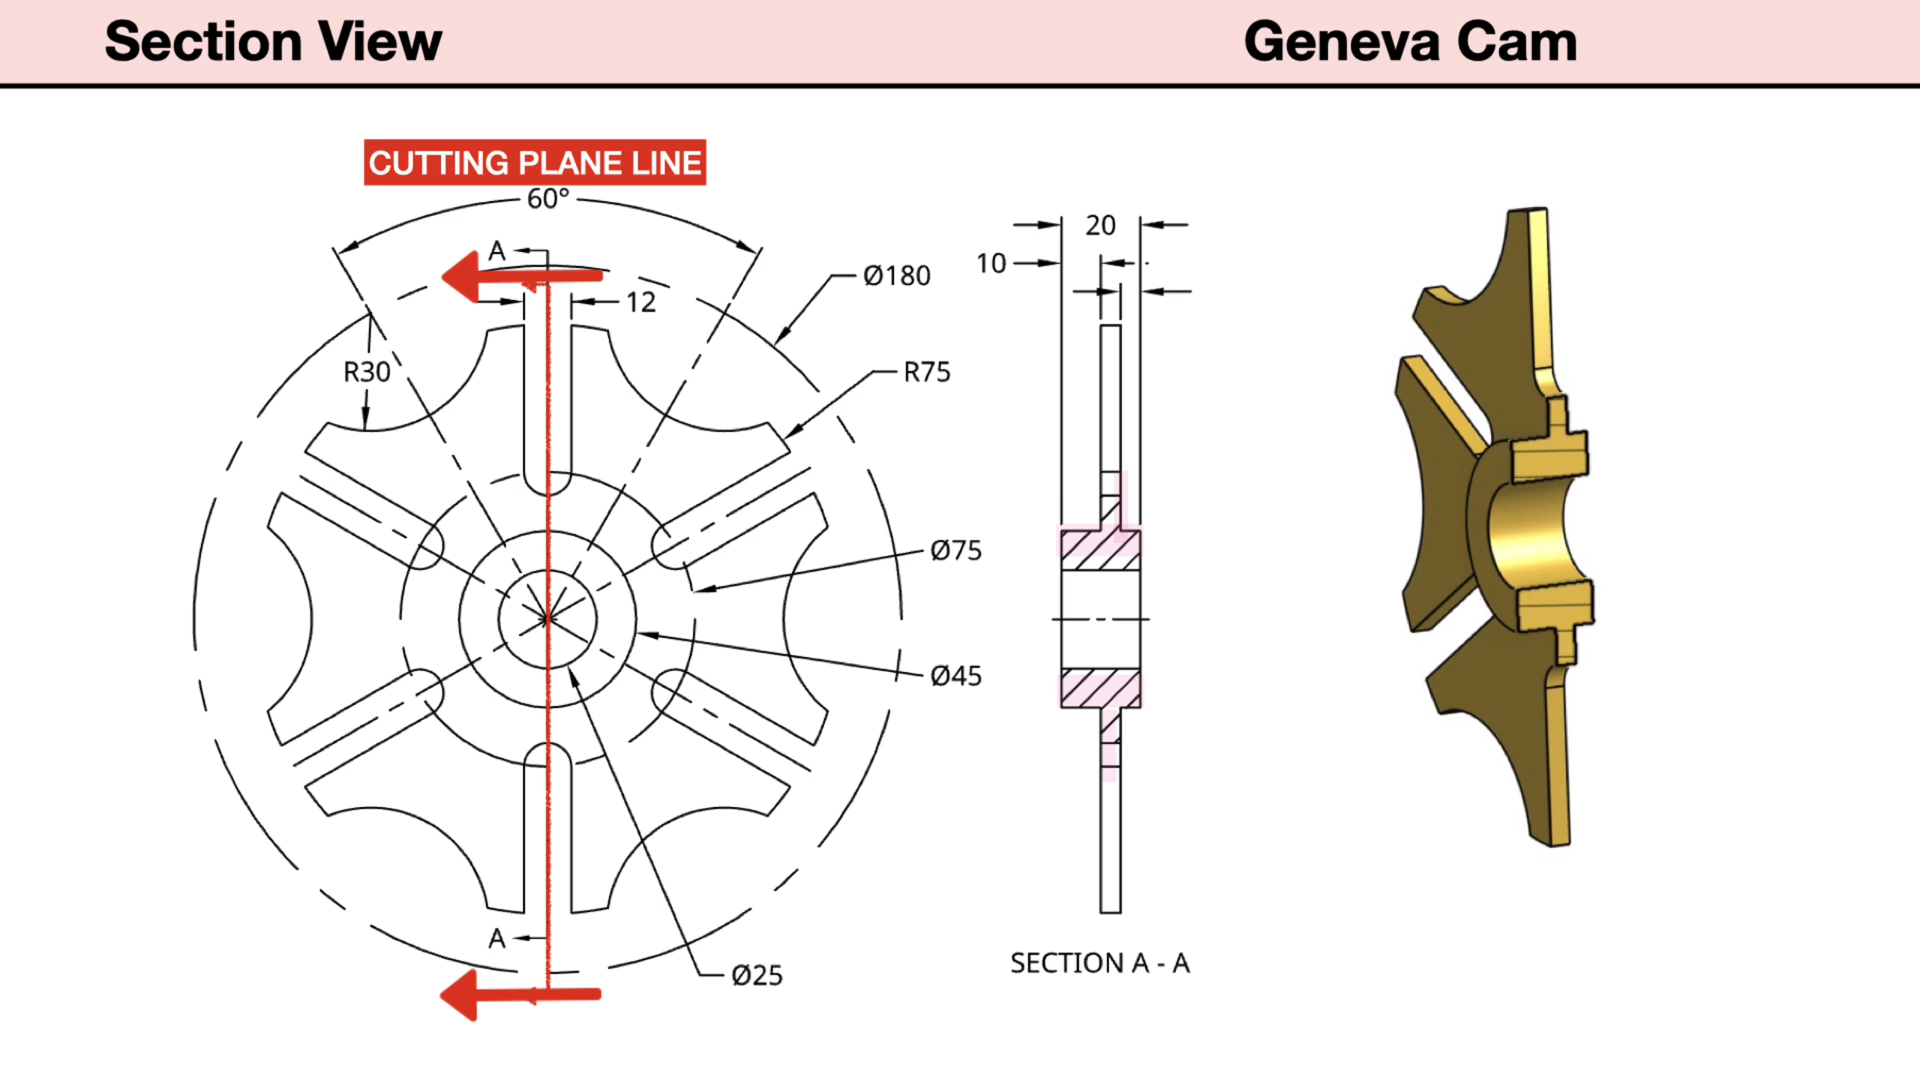 Section View
Geneva Cam
CUTTING PLANE LINE
60°
A
12
Ø180
R30
R75
Ø75
Ø45
A
Ø25
20
10
SECTION A - A